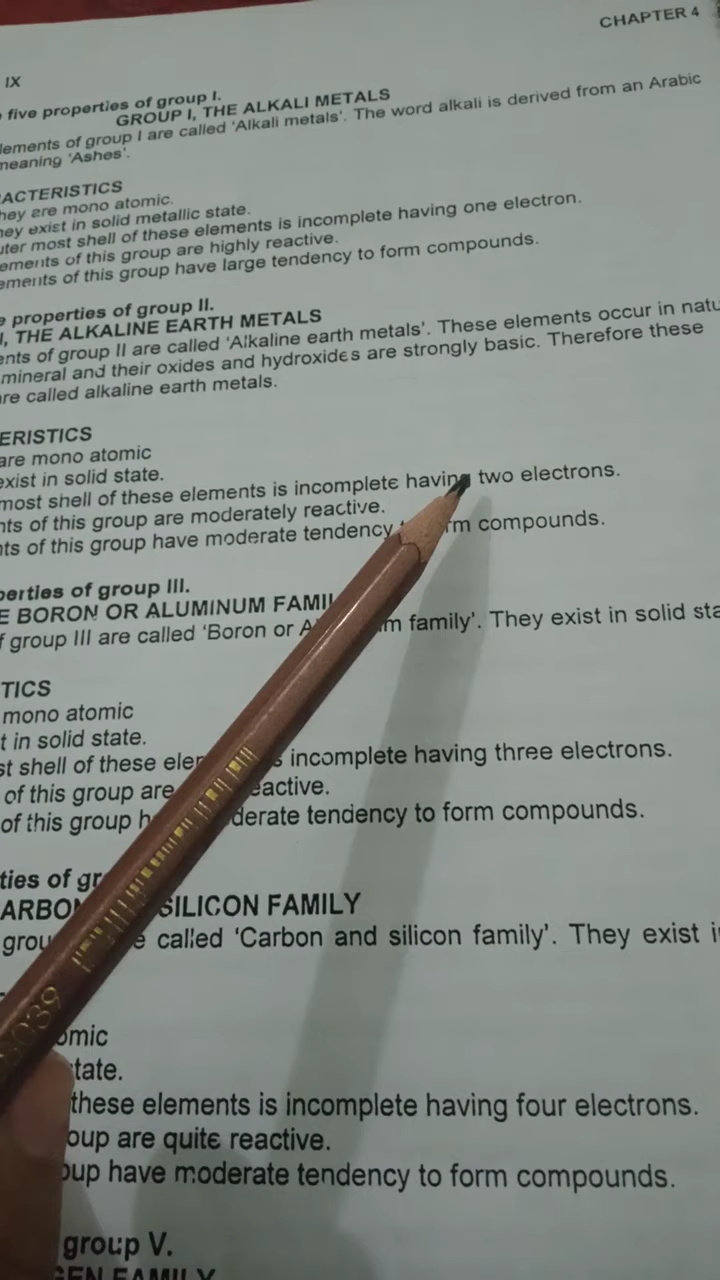 CHAPTER 4
IX
five properties of group I.
GROUP I, THE ALKALI METALS
lements of group I are called 'Alkali metals'. The word alkali is derived from an Arabic
meaning 'Ashes'.
ACTERISTICS
hey are mono atomic.
hey exist in solid metallic state.
uter most shell of these elements is incomplete having one electron.
ements of this group are highly reactive.
ements of this group have large tendency to form compounds.
e properties of group II.
I, THE ALKALINE EARTH METALS
ents of group II are called 'Alkaline earth metals'. These elements occur in natu
mineral and their oxides and hydroxides are strongly basic. Therefore these
are called alkaline earth metals.
ERISTICS
are mono atomic
exist in solid state.
most shell of these elements is incomplete having two electrons.
nts of this group are moderately reactive.
nts of this group have moderate tendency rm compounds.
perties of group III.
E BORON OR ALUMINUM FAMIL
f group III are called 'Boron or A m family'. They exist in solid sta
TICS
mono atomic
t in solid state.
st shell of these ele s incomplete having three electrons.
of this group are eactive.
of this group h derate tendency to form compounds.
ties of gr
ARBON SILICON FAMILY
grou e called 'Carbon and silicon family'. They exist i
omic
tate.
these elements is incomplete having four electrons.
oup are quite reactive.
oup have moderate tendency to form compounds.
group V.
GEN FAMILY
039